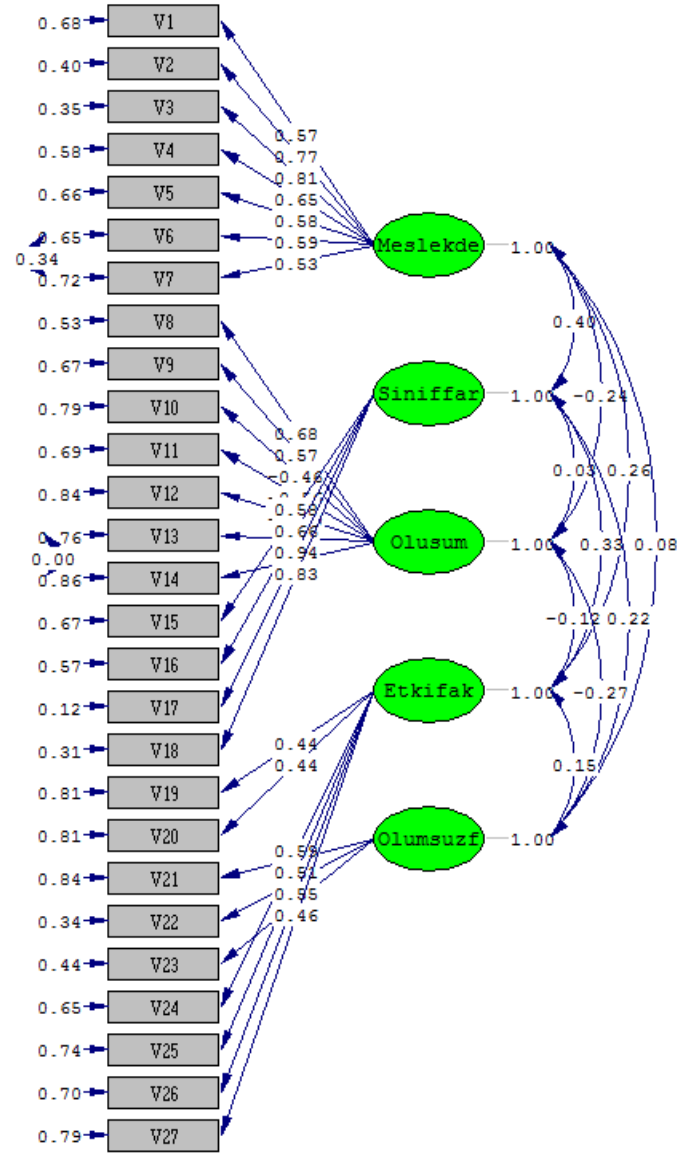 0.68 V1
0.40 V2
0.35 V3
0.58 V4
0.57
0.66 V5
0.77
0.81
0.65 V6
0.65
0.58
0.34
0.59
Meslekde 1.00
0.72 V7
0.53
0.53 V8
0.40
0.67 V9
Siniffar 1.00 -0.24
0.79 V10
0.68
0.69 V11
0.57
0.03 0.26
-0.46
0.84 V12
0.58
0.76 V13
0.66
Olusum 1.00 0.33 0.08
0.00
0.94
0.86 V14
0.83
0.67 V15
-0.12 0.22
0.57 V16
Etkifak 1.00 -0.27
0.12 V17
0.31 V18
0.44
0.44
0.15
0.81 V19
0.81 V20
Olumsuzf 1.00
0.84 V21
0.51
0.55
0.34 V22
0.46
0.44 V23
0.65 V24
0.74 V25
0.70 V26
0.79 V27